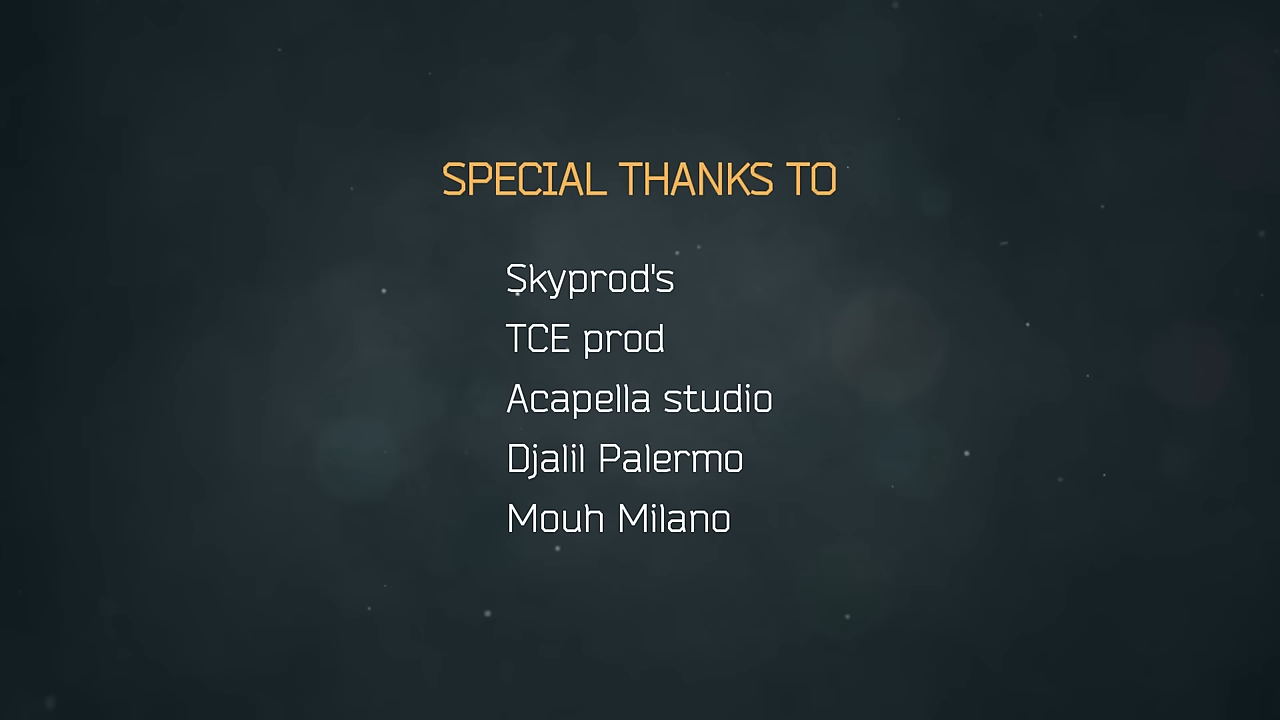 SPECIAL THANKS TO
Skyprod's
TCE prod
Acapella studio
Djalil Palermo
Mouh Milano